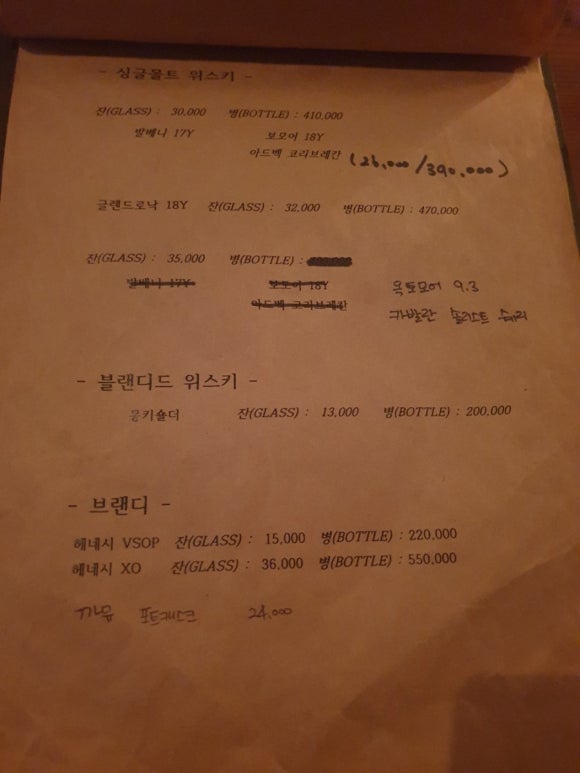 - 싱글몰트 위스키 -
잔(GLASS) : 30,000 병(BOTTLE) : 410,000
발베니 17Y 보모어 18Y
아드벡 코리브레칸 (26,000/390,000)
글렌드로낙 18Y 잔(GLASS) : 32,000 병(BOTTLE) : 470,000
잔(GLASS) : 35,000 병(BOTTLE) :
발베니 17Y 보모어 18Y 옥토모어 9.3
아드벡 코리브레칸 카발란 솔리스트 쉐리
- 블랜디드 위스키 -
몽키숄더 잔(GLASS) : 13,000 병(BOTTLE) : 200,000
- 브랜디 -
헤네시 VSOP 잔(GLASS) : 15,000 병(BOTTLE) : 220,000
헤네시 XO 잔(GLASS) : 36,000 병(BOTTLE) : 550,000
까뮤 포트캐스크 24,000